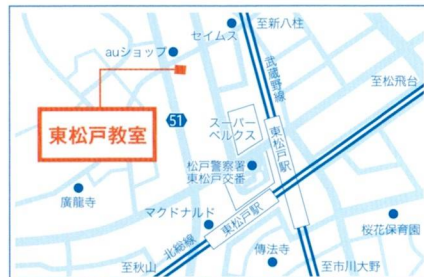 至新八柱
セイムス
auショップ
武蔵野線
至松飛台
東松戸教室
51
スーパー
ベルクス
東松戸駅
松戸警察署
東松戸交番
廣龍寺
マクドナルド
東松戸駅
桜花保育園
北総線
傳法寺
至秋山
至市川大野